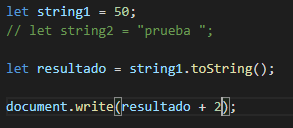 let string1 = 50;
// let string2 = "prueba ";
let resultado = string1.toString();
document.write(resultado + 2);